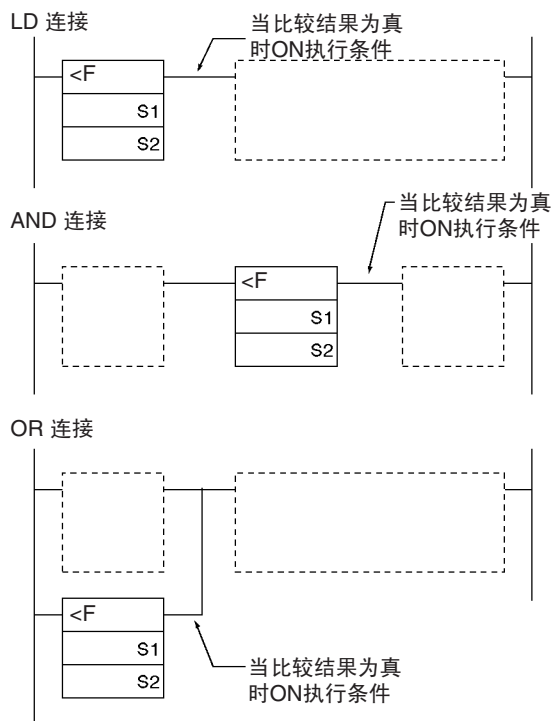 LD 连接
当比较结果为真
时ON执行条件
<F
S1
S2
AND 连接
当比较结果为真
时ON执行条件
<F
S1
S2
OR 连接
<F
S1
S2
当比较结果为真
时ON执行条件